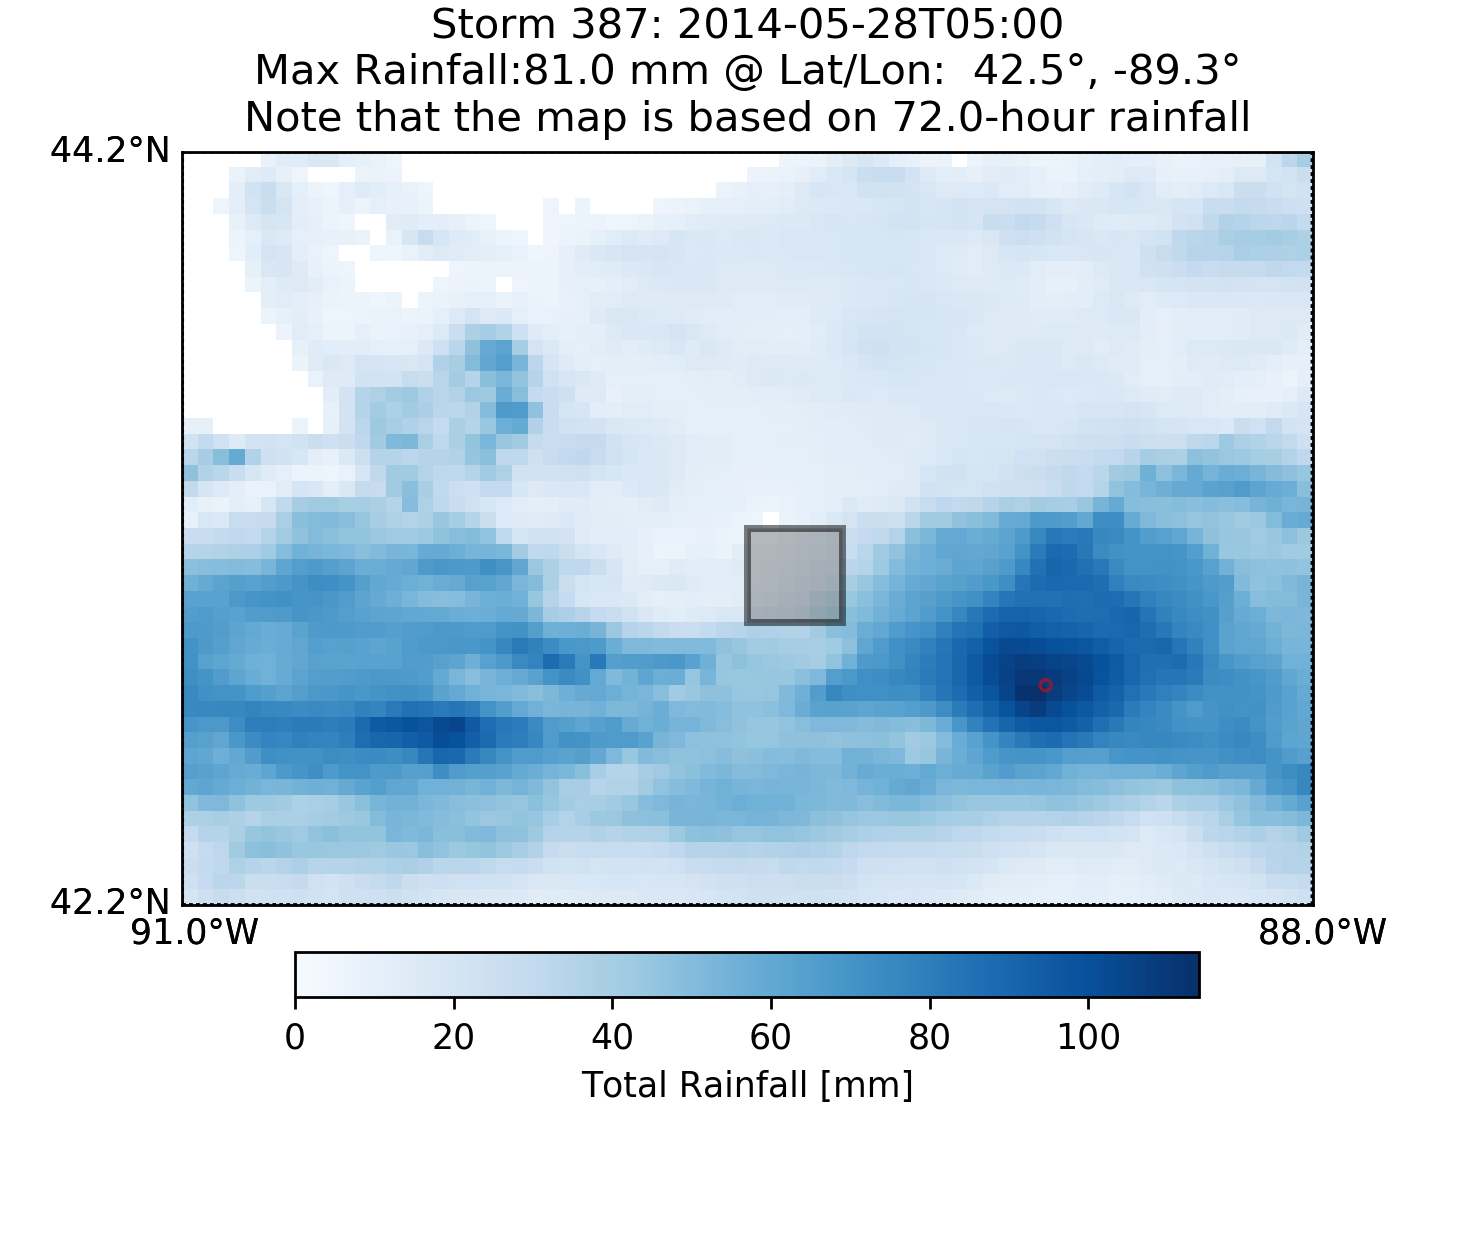 Storm 387: 2014-05-28T05:00
Max Rainfall:81.0 mm @ Lat/Lon:  42.5°, -89.3°
Note that the map is based on 72.0-hour rainfall
44.2°N
42.2°N
91.0°W 88.0°W
0 20 40 60 80 100
Total Rainfall [mm]